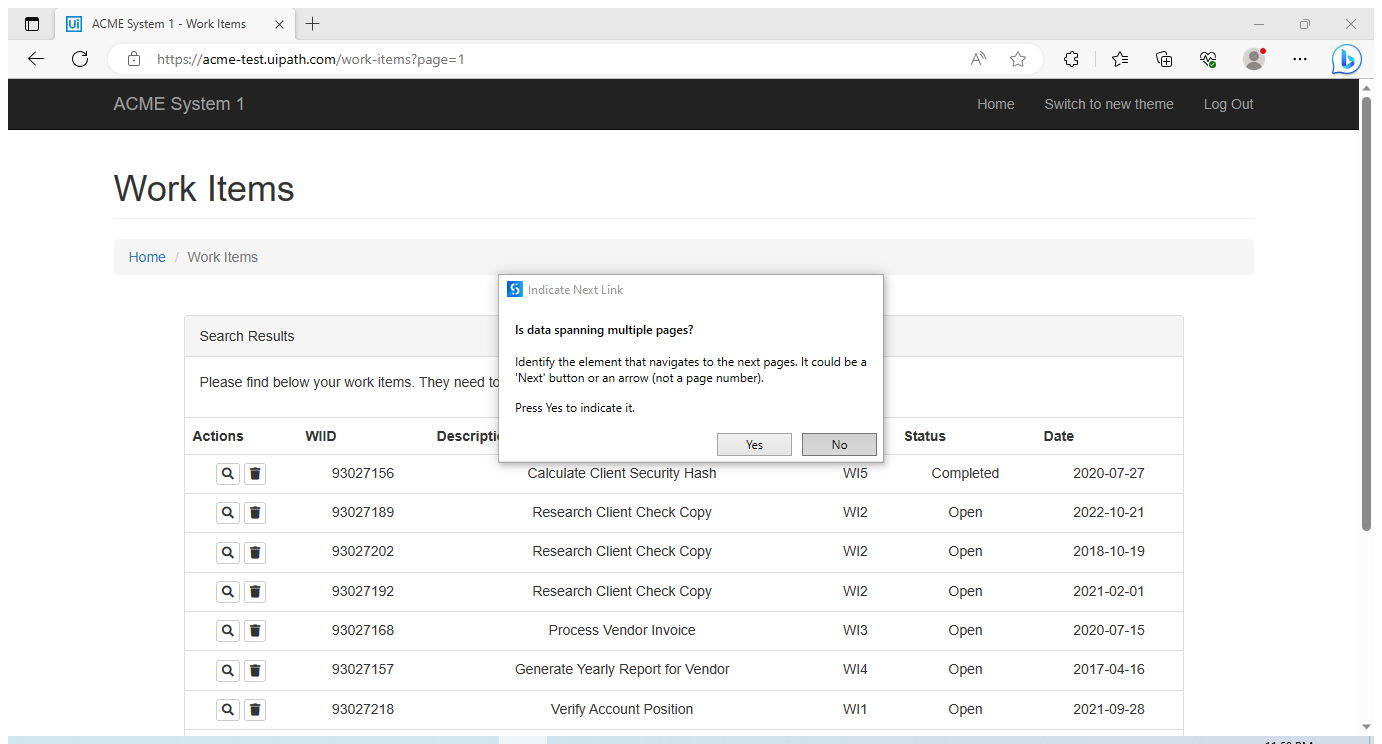 ACME System 1 - Work Items
https://acme-test.uipath.com/work-items?page=1
ACME System 1
Home
Switch to new theme
Log Out
Work Items
Home / Work Items
Indicate Next Link
Is data spanning multiple pages?
Identify the element that navigates to the next pages. It could be a
'Next' button or an arrow (not a page number).
Press Yes to indicate it.
Yes No
Search Results
Please find below your work items. They need to
Actions WIID Status Date
93027156 Calculate Client Security Hash WI5 Completed 2020-07-27
93027189 Research Client Check Copy WI2 Open 2022-10-21
93027202 Research Client Check Copy WI2 Open 2018-10-19
93027192 Research Client Check Copy WI2 Open 2021-02-01
93027168 Process Vendor Invoice WI3 Open 2020-07-15
93027157 Generate Yearly Report for Vendor WI4 Open 2017-04-16
93027218 Verify Account Position WI1 Open 2021-09-28